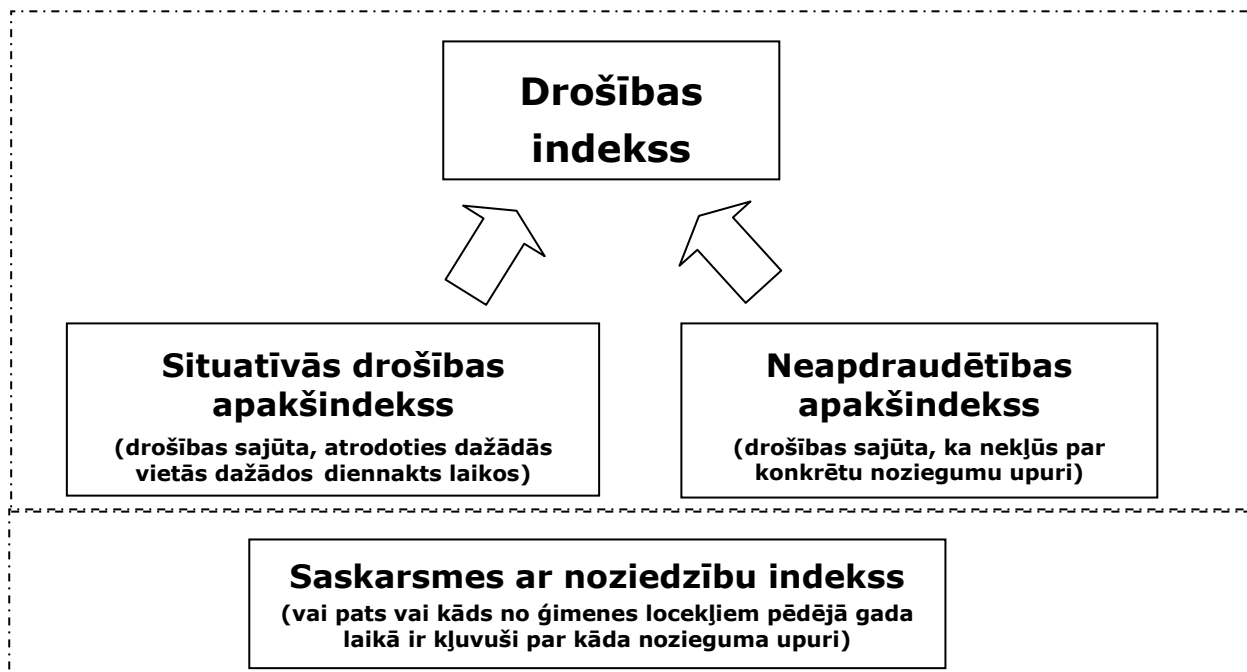 Drošības
indekss
Situatīvās drošības
apakšindekss
(drošības sajūta, atrodoties dažādās
vietās dažādos diennakts laikos)
Neapdraudētības
apakšindekss
(drošības sajūta, ka nekļūs par
konkrētu noziegumu upuri)
Saskarsmes ar noziedzību indekss
(vai pats vai kāds no ģimenes locekļiem pēdējā gada
laikā ir kļuvuši par kāda nozieguma upuri)